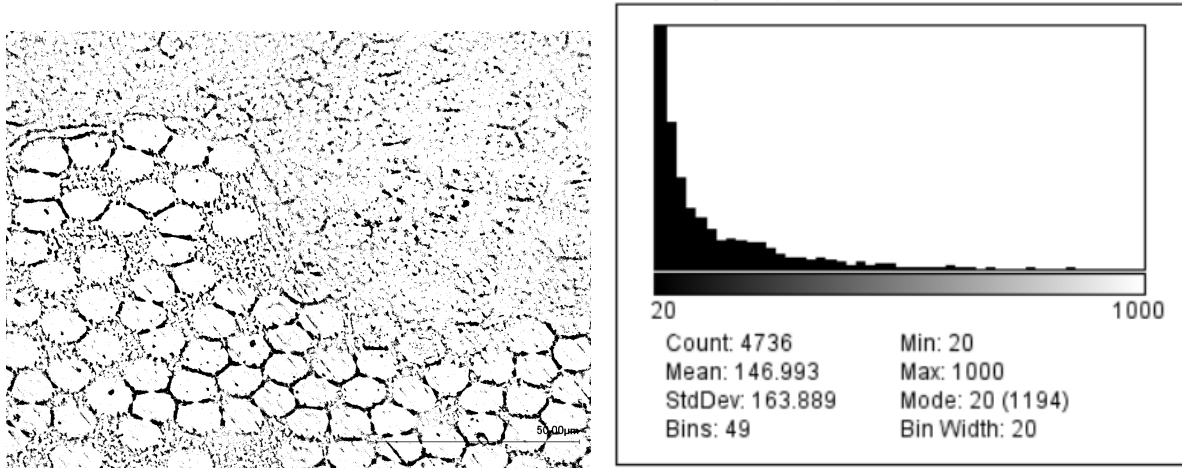 50.00µm
20 1000
Count: 4736 Min: 20
Mean: 146.993 Max: 1000
StdDev: 163.889 Mode: 20 (1194)
Bins: 49 Bin Width: 20